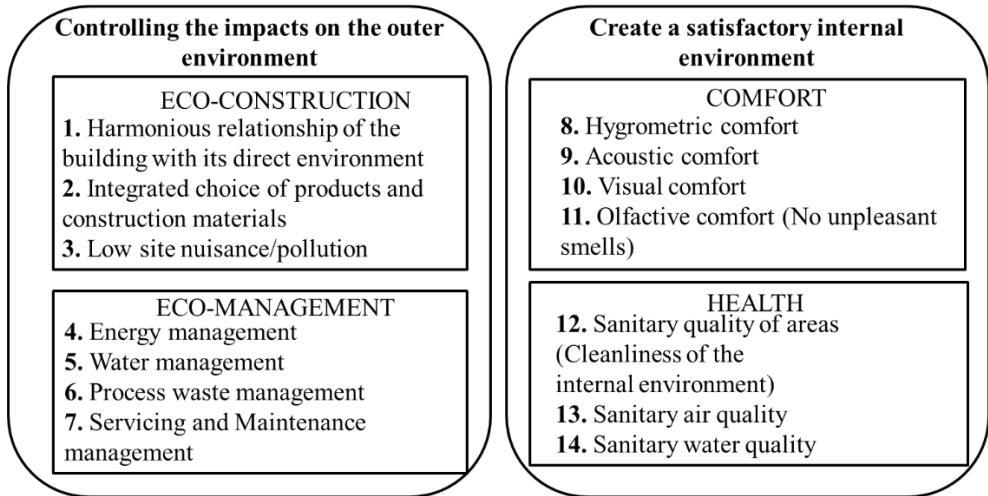 Controlling the impacts on the outer
environment
ECO-CONSTRUCTION
1. Harmonious relationship of the
building with its direct environment
2. Integrated choice of products and
construction materials
3. Low site nuisance/pollution
ECO-MANAGEMENT
4. Energy management
5. Water management
6. Process waste management
7. Servicing and Maintenance
management
Create a satisfactory internal
environment
COMFORT
8. Hygrometric comfort
9. Acoustic comfort
10. Visual comfort
11. Olfactive comfort (No unpleasant
smells)
HEALTH
12. Sanitary quality of areas
(Cleanliness of the
internal environment)
13. Sanitary air quality
14. Sanitary water quality